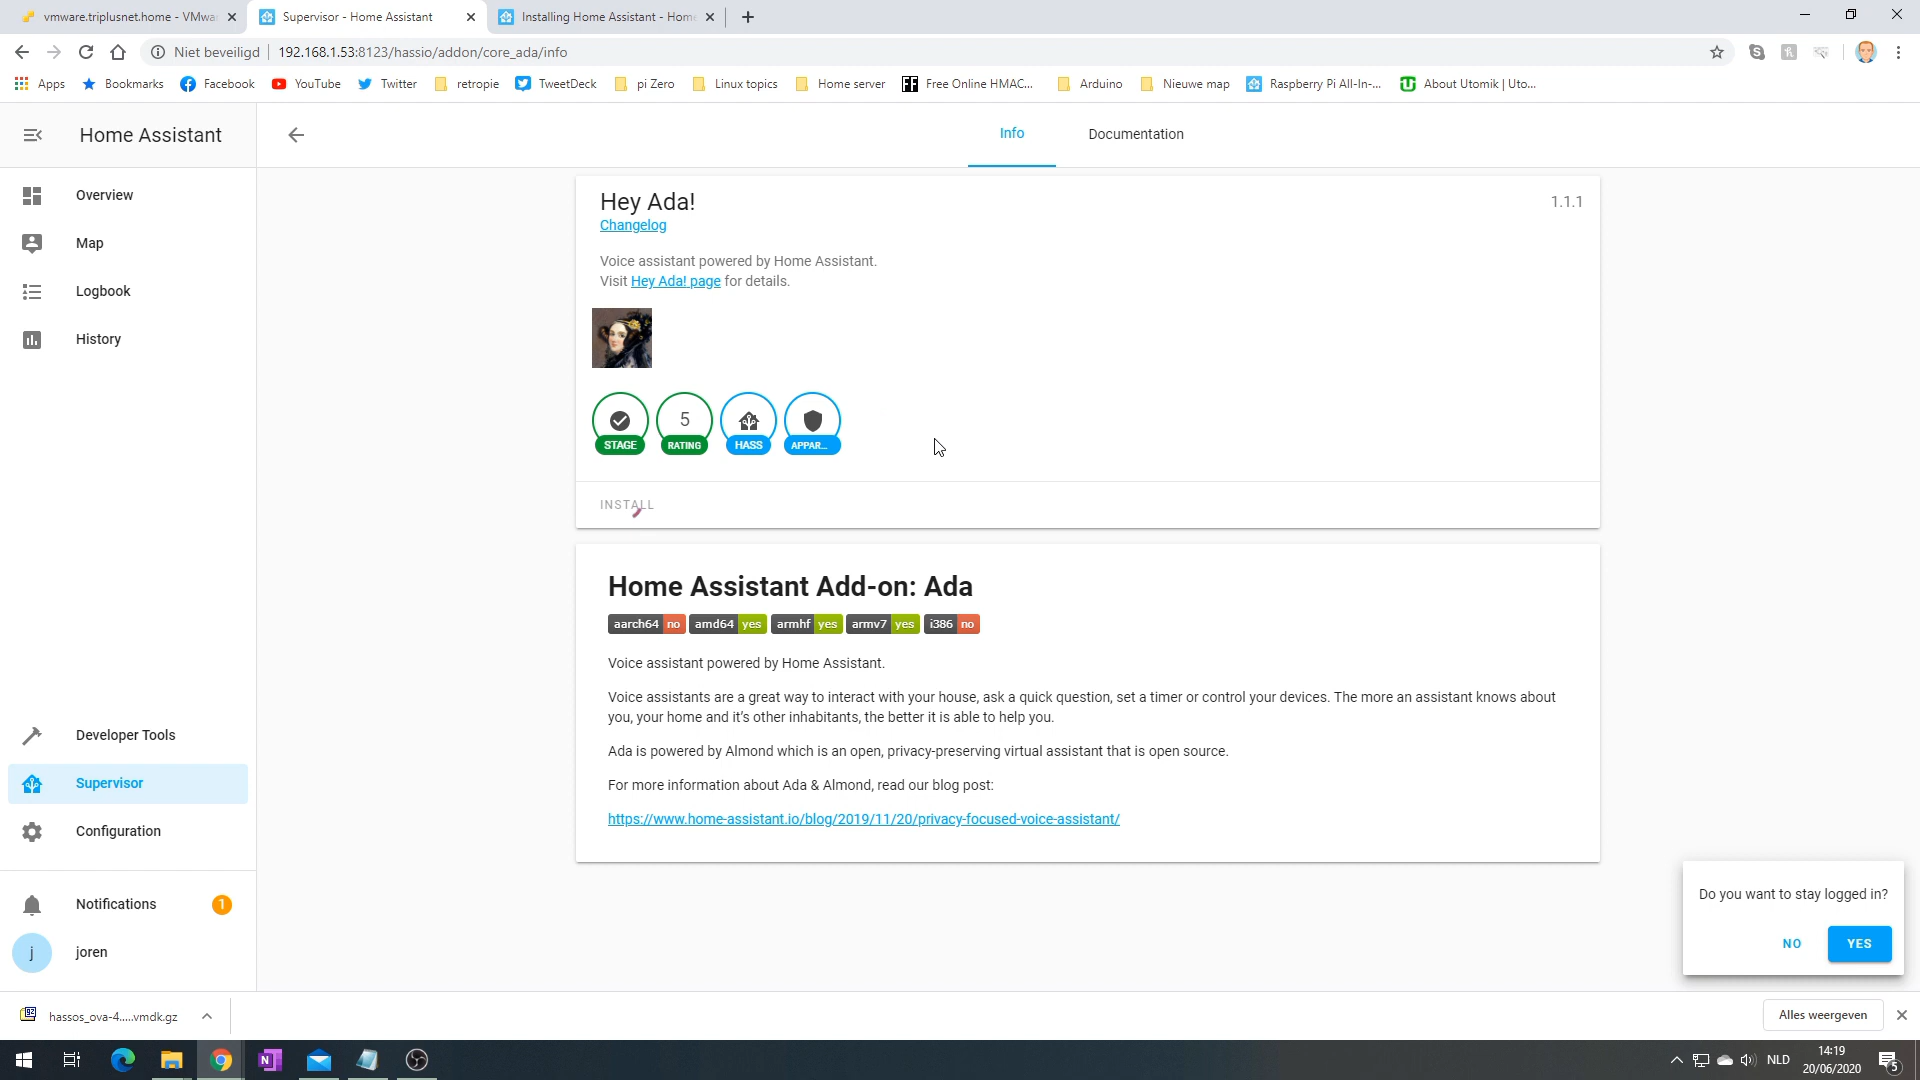 vmware.triplusnet.home - VMwa
Supervisor - Home Assistant
Installing Home Assistant - Home
Niet beveiligd
192.168.1.53:8123/hassio/addon/core_ada/info
Apps
Bookmarks
Facebook
YouTube
Twitter
retropie
TweetDeck
pi Zero
Linux topics
Home server
Free Online HMAC...
Arduino
Nieuwe map
Raspberry Pi All-In-...
About Utomik | Uto...
Home Assistant
Info
Documentation
Overview
Map
Logbook
History
Developer Tools
Supervisor
Configuration
Notifications
1
j
joren
Hey Ada!
1.1.1
Changelog
Voice assistant powered by Home Assistant.
Visit Hey Ada! page for details.
STAGE
5
RATING
HASS
APPAR...
INSTALL
Home Assistant Add-on: Ada
aarch64 no amd64 yes armhf yes armv7 yes i386 no
Voice assistant powered by Home Assistant.
Voice assistants are a great way to interact with your house, ask a quick question, set a timer or control your devices. The more an assistant knows about
you, your home and it's other inhabitants, the better it is able to help you.
Ada is powered by Almond which is an open, privacy-preserving virtual assistant that is open source.
For more information about Ada & Almond, read our blog post:
https://www.home-assistant.io/blog/2019/11/20/privacy-focused-voice-assistant/
Do you want to stay logged in?
NO
YES
hassos_ova-4.....vmdk.gz
Alles weergeven
NLD
14:19
20/06/2020
5